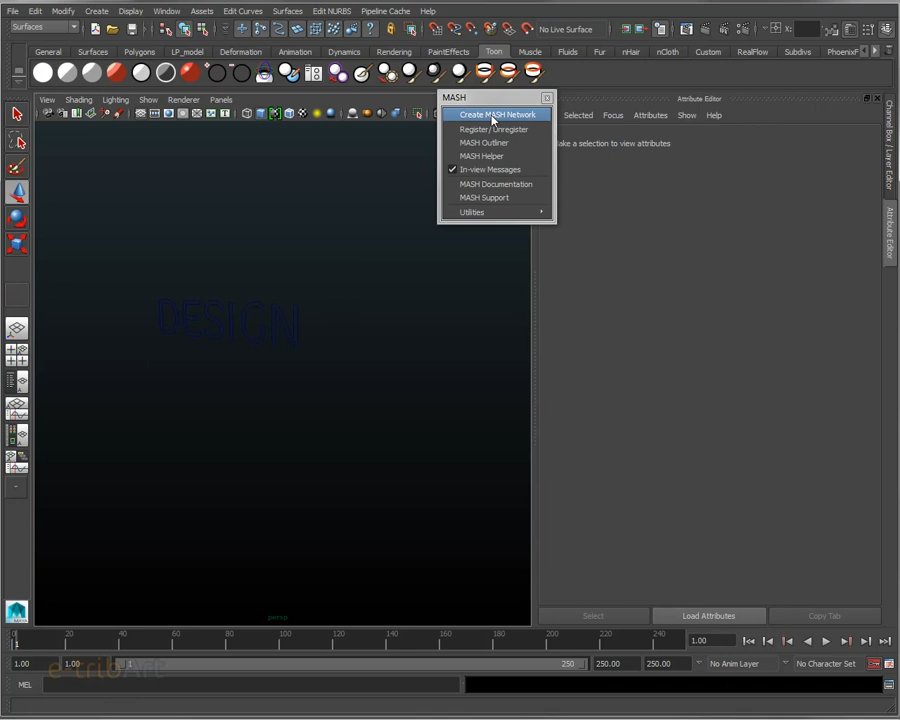 File Edit Modify Create Display Window Assets Edit Curves Surfaces Edit NURBS Pipeline Cache Help
Surfaces No Live Surface X:
General Surfaces Polygons LP_model Deformation Animation Dynamics Rendering PaintEffects Toon Muscle Fluids Fur nHair nCloth Custom RealFlow Subdivs PhoenixF
View Shading Lighting Show Renderer Panels
MASH
Create MASH Network
Register/Unregister
MASH Outliner
MASH Helper
In-view Messages
MASH Documentation
MASH Support
Utilities
Attribute Editor
Selected Focus Attributes Show Help
ake a selection to view attributes
Channel Box / Layer Editor
Attribute Editor
DESIGN
persp
Select Load Attributes Copy Tab
0 20 40 60 80 100 120 140 160 180 200 220 240
1
1.00
1.00 1.00 1 250 250.00 250.00 No Anim Layer No Character Set
e-tribArt
MEL